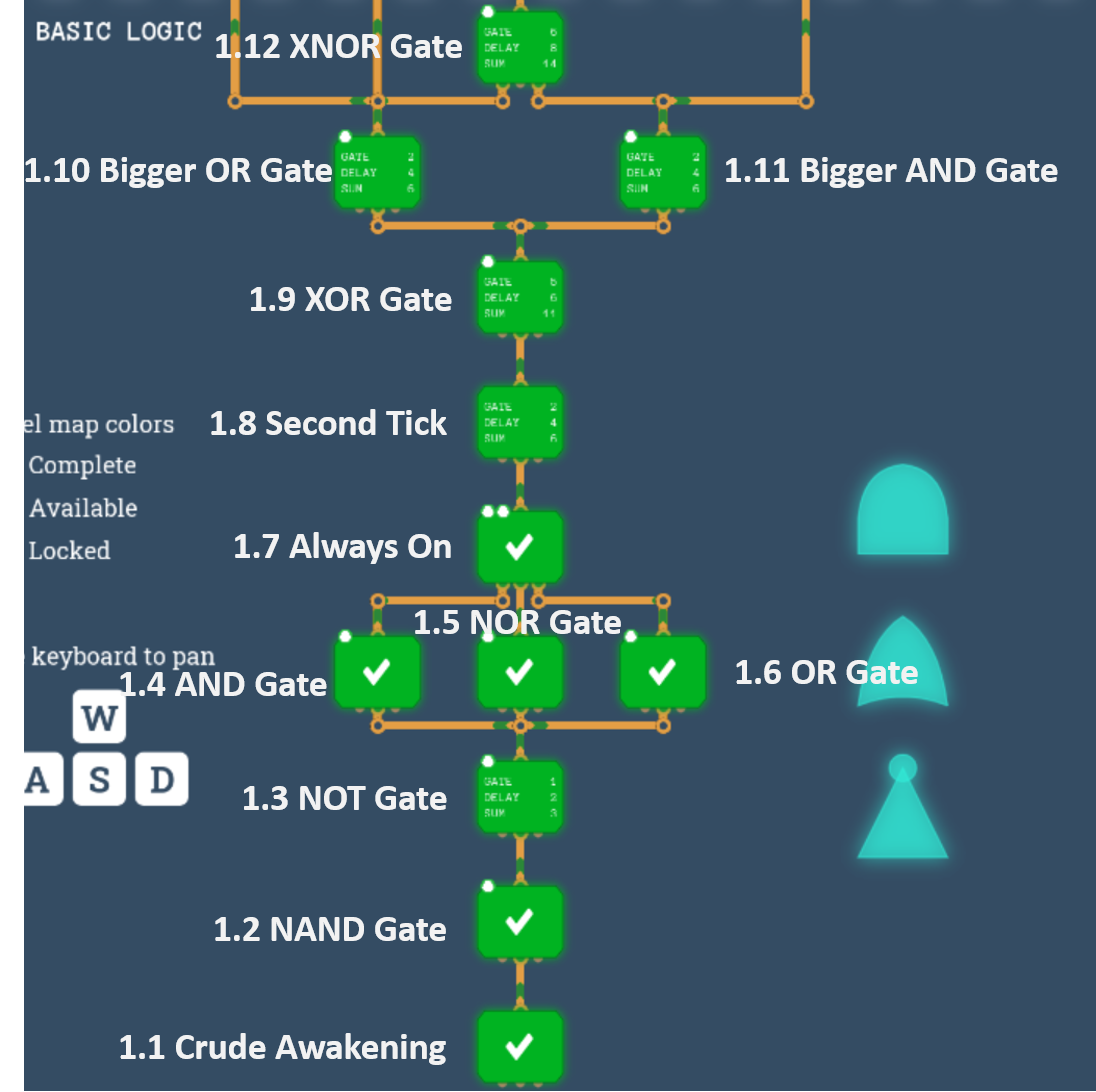 BASIC LOGIC
1.12 XNOR Gate
GATE 6
DELAY 8
SUM 14
1.10 Bigger OR Gate
GATE 2
DELAY 4
SUM 6
GATE 2
DELAY 4
SUM 6
1.11 Bigger AND Gate
1.9 XOR Gate
GATE 5
DELAY 6
SUM 11
el map colors
1.8 Second Tick
GATE 2
DELAY 4
SUM 6
Complete
Available
Locked
1.7 Always On
1.5 NOR Gate
keyboard to pan
1.4 AND Gate
1.6 OR Gate
W
A S D
1.3 NOT Gate
GATE 1
DELAY 2
SUM 3
1.2 NAND Gate
1.1 Crude Awakening